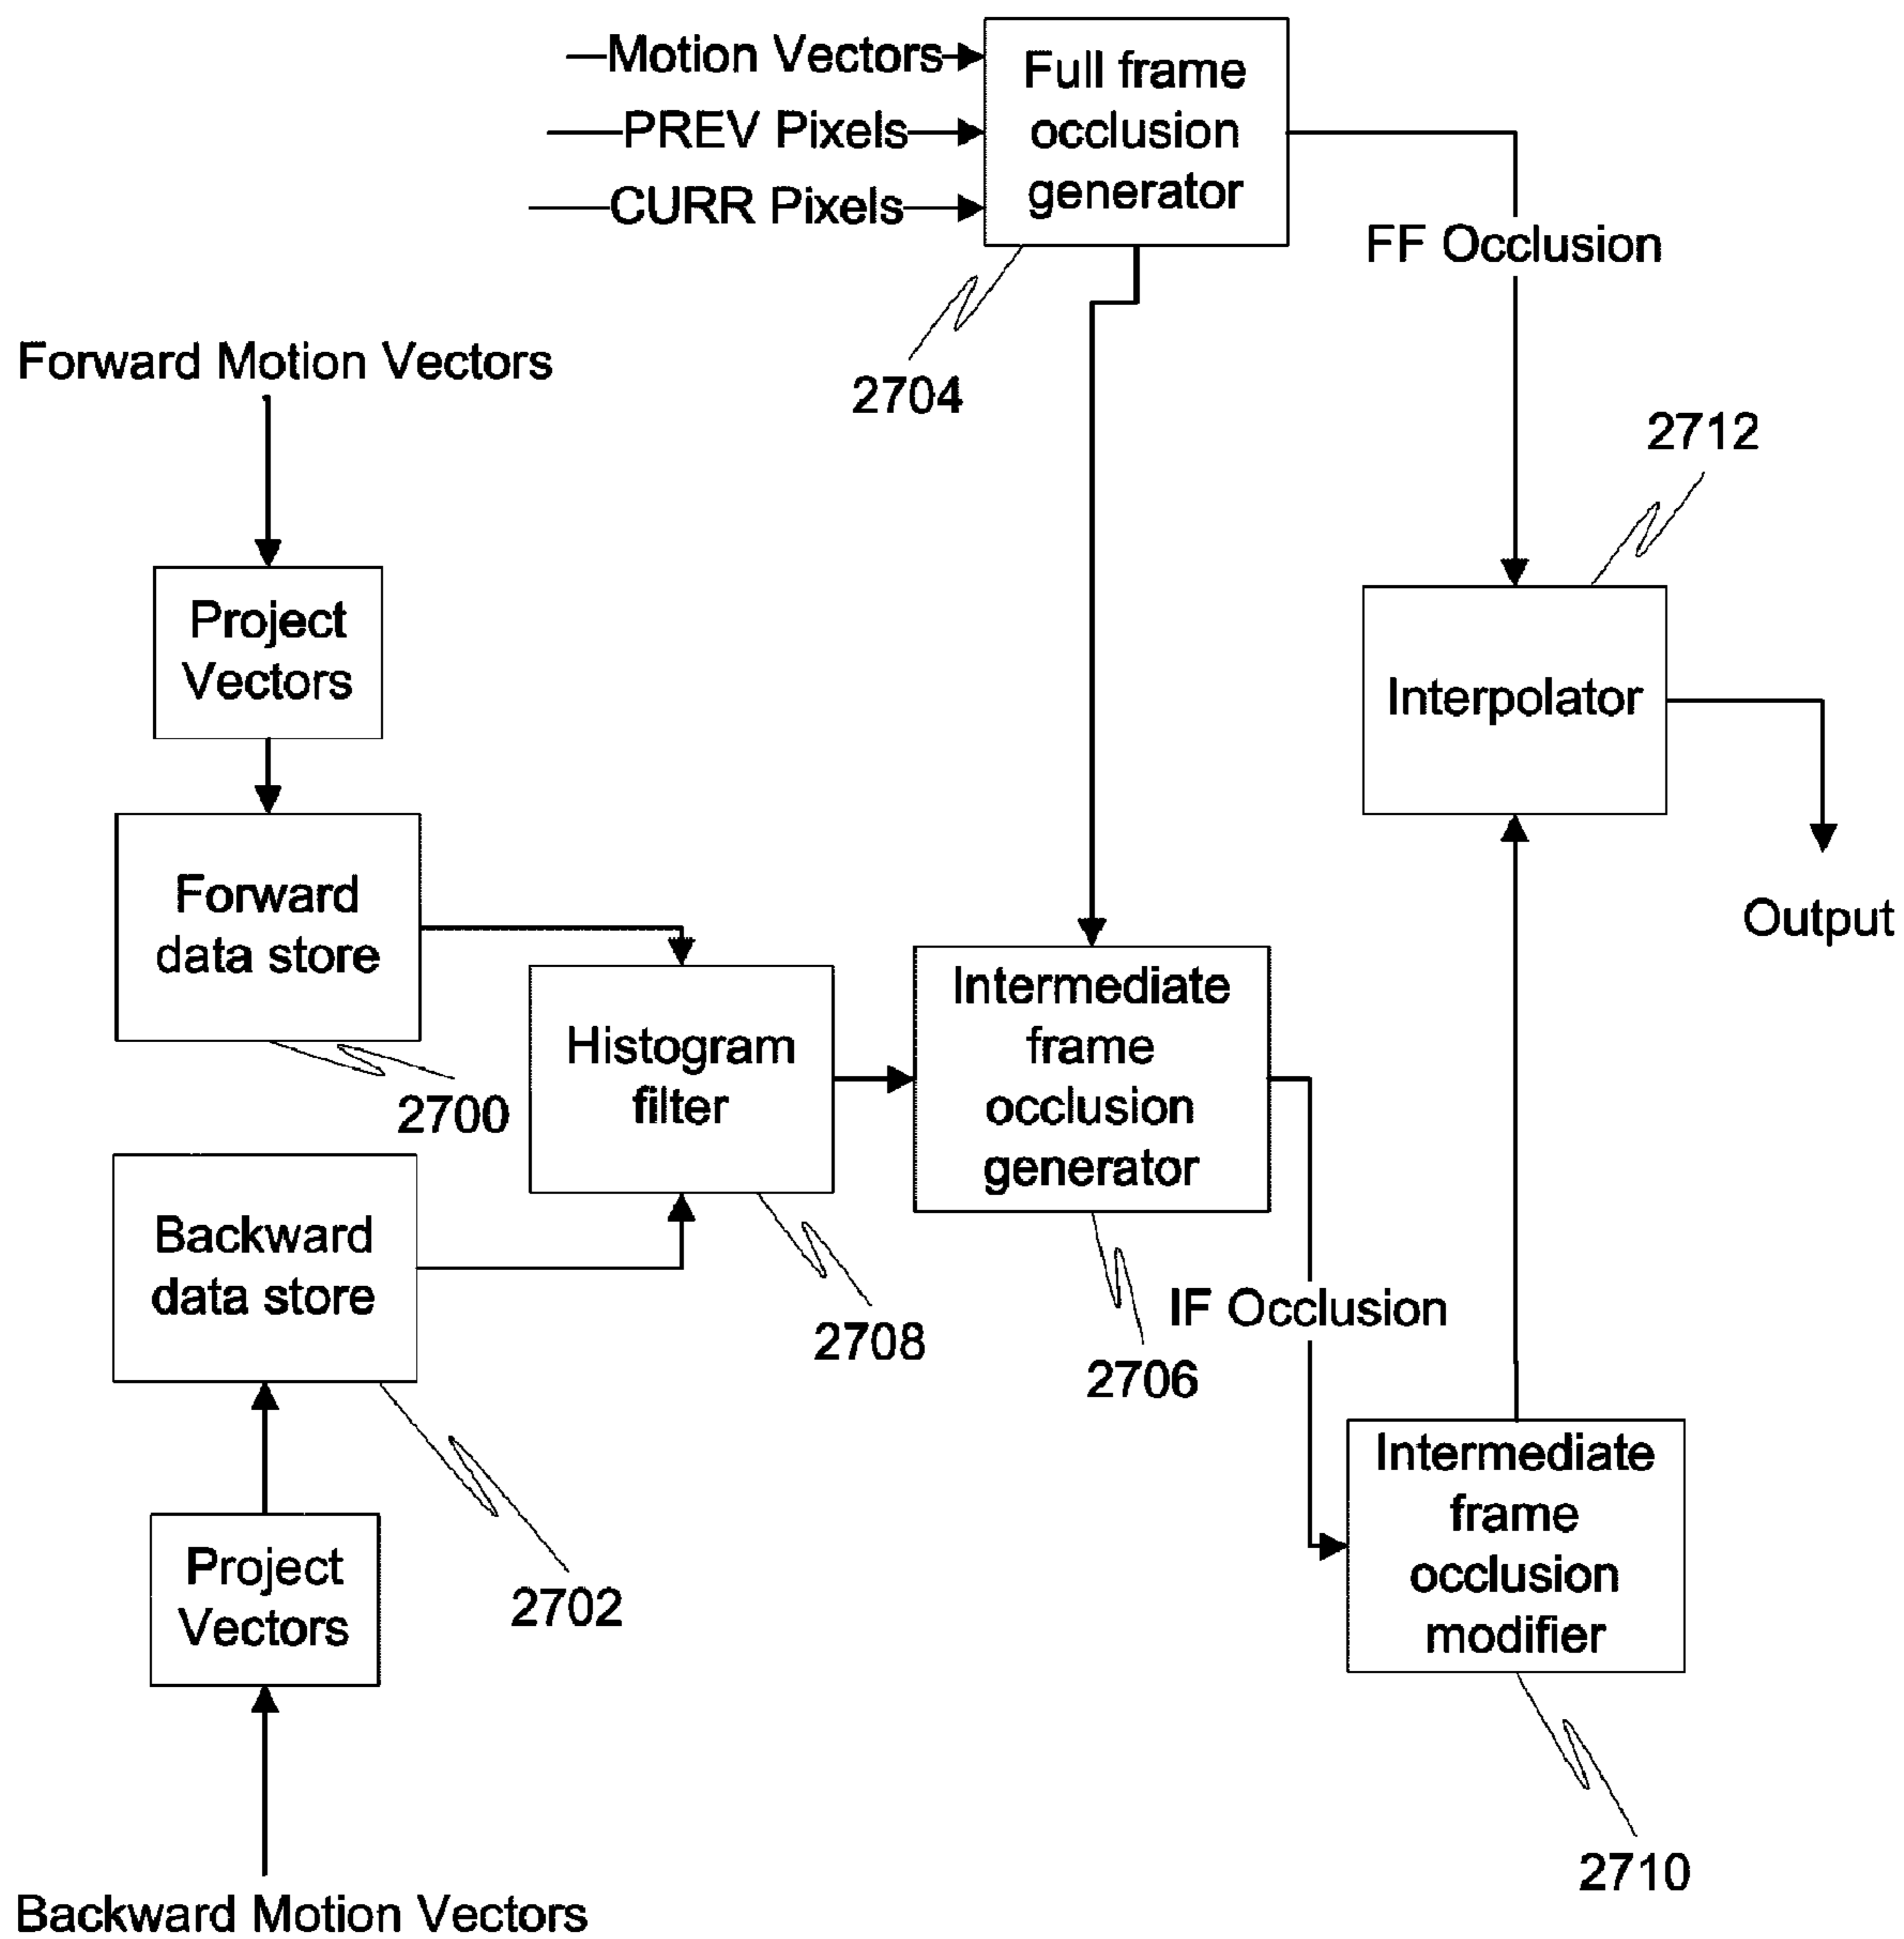 Motion Vectors
PREV Pixels
CURR Pixels
Full frame
occlusion
generator
FF Occlusion
2704
Forward Motion Vectors
2712
Project
Vectors
Interpolator
Output
Forward
data store
2700
Histogram
filter
2708
Intermediate
frame
occlusion
generator
2706
IF Occlusion
Backward
data store
2702
Project
Vectors
Backward Motion Vectors
Intermediate
frame
occlusion
modifier
2710